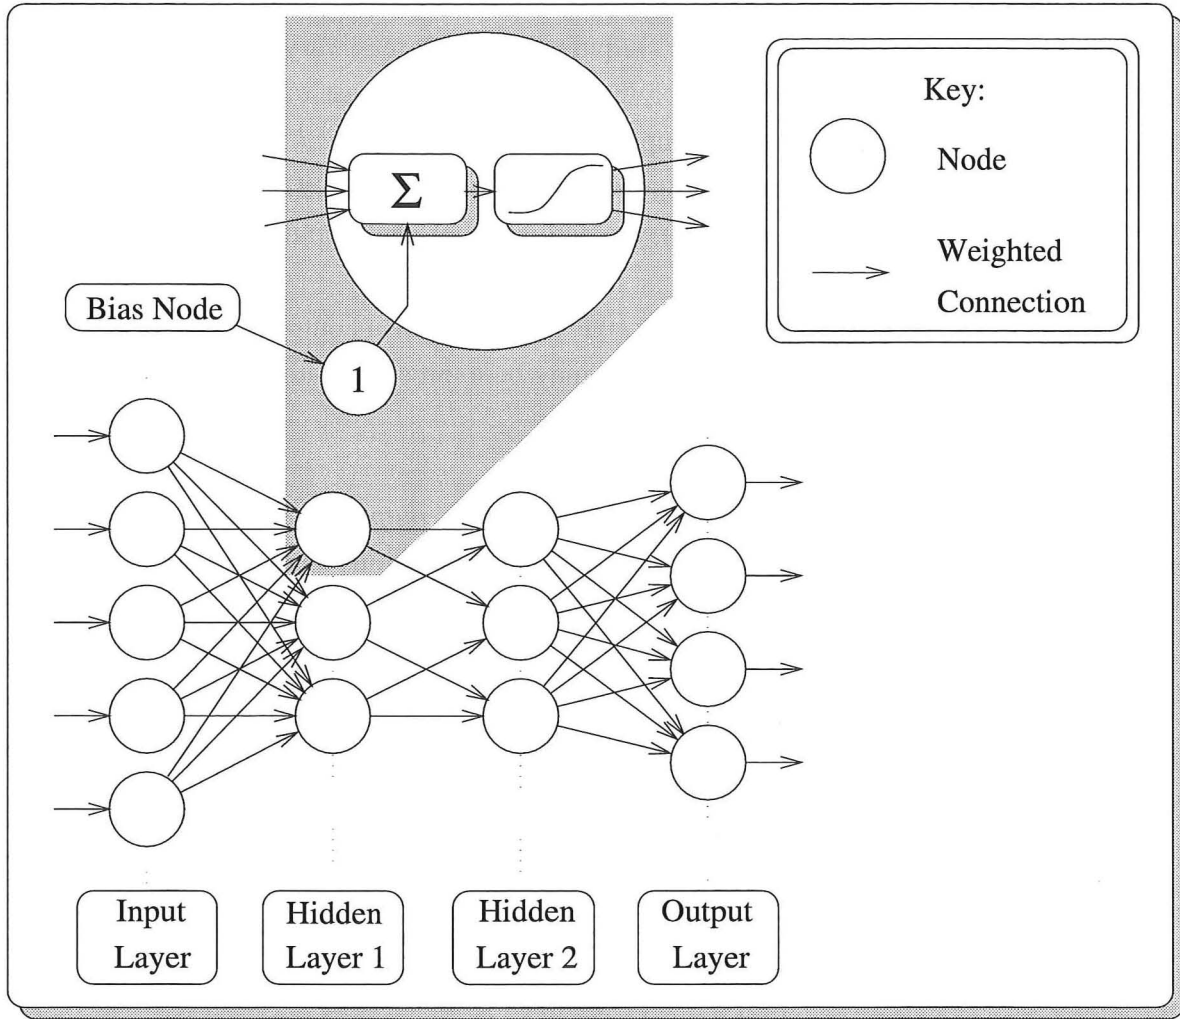 Key:
Node
Weighted
Connection
Σ
Bias Node
1
Input
Layer
Hidden
Layer 1
Hidden
Layer 2
Output
Layer